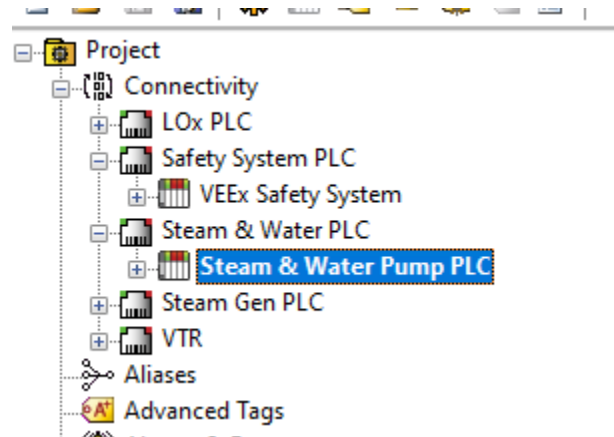 Project
Connectivity
LOx PLC
Safety System PLC
VEEx Safety System
Steam & Water PLC
Steam & Water Pump PLC
Steam Gen PLC
VTR
Aliases
Advanced Tags